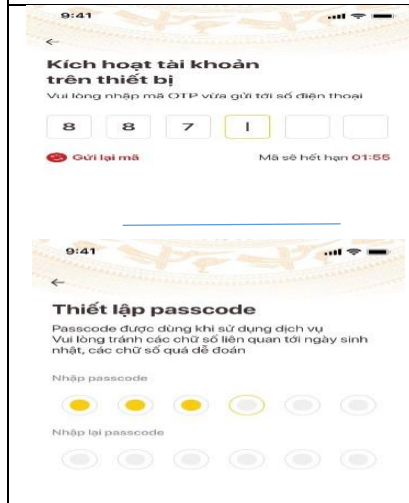 9:41
Kích hoạt tài khoản
trên thiết bị
Vui lòng nhập mã OTP vừa gửi tới số điện thoại
8 8 7
Gửi lại mã Mã sẽ hết hạn 01:55
9:41
Thiết lập passcode
Passcode được dùng khi sử dụng dịch vụ
Vui lòng tránh các chữ số liên quan tới ngày sinh
nhật, các chữ số quá dễ đoán
Nhập passcode
Nhập lại passcode